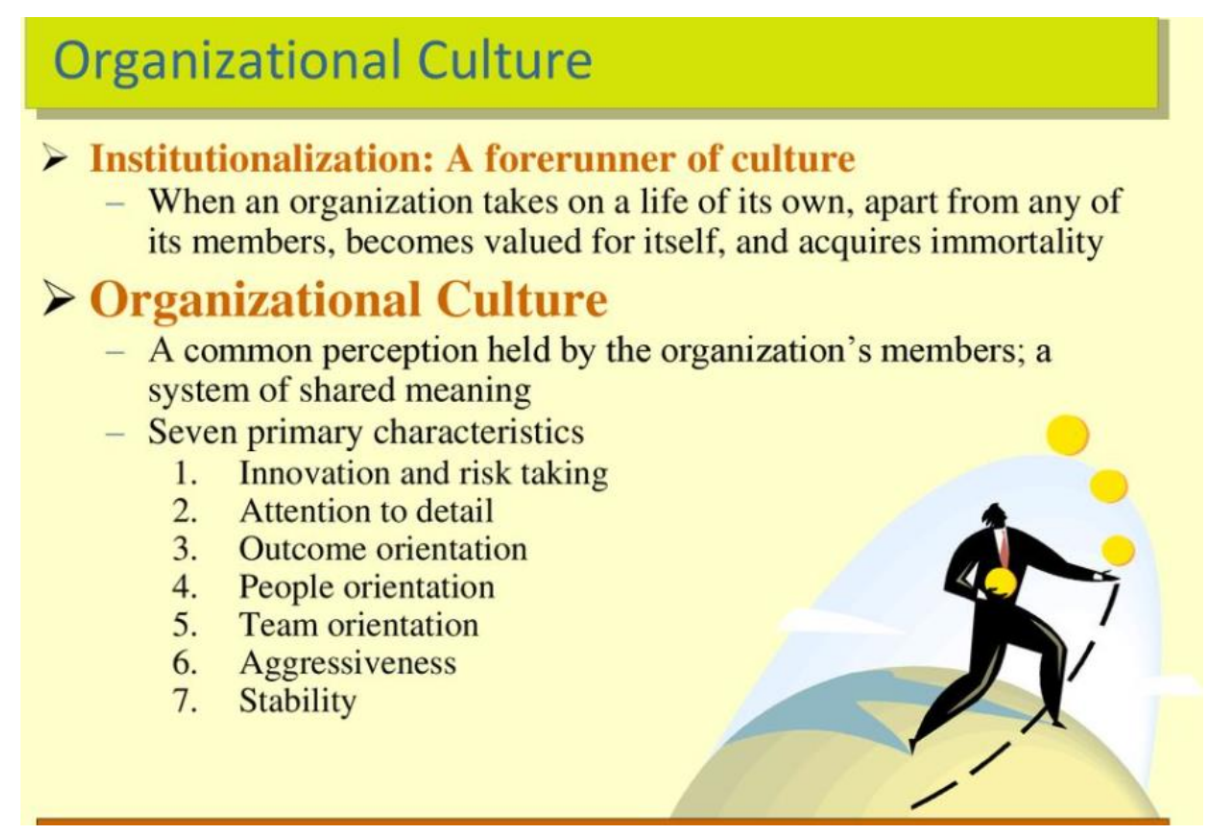 Organizational Culture
➢ Institutionalization: A forerunner of culture
– When an organization takes on a life of its own, apart from any of
its members, becomes valued for itself, and acquires immortality
➢ Organizational Culture
– A common perception held by the organization's members; a
system of shared meaning
– Seven primary characteristics
1. Innovation and risk taking
2. Attention to detail
3. Outcome orientation
4. People orientation
5. Team orientation
6. Aggressiveness
7. Stability